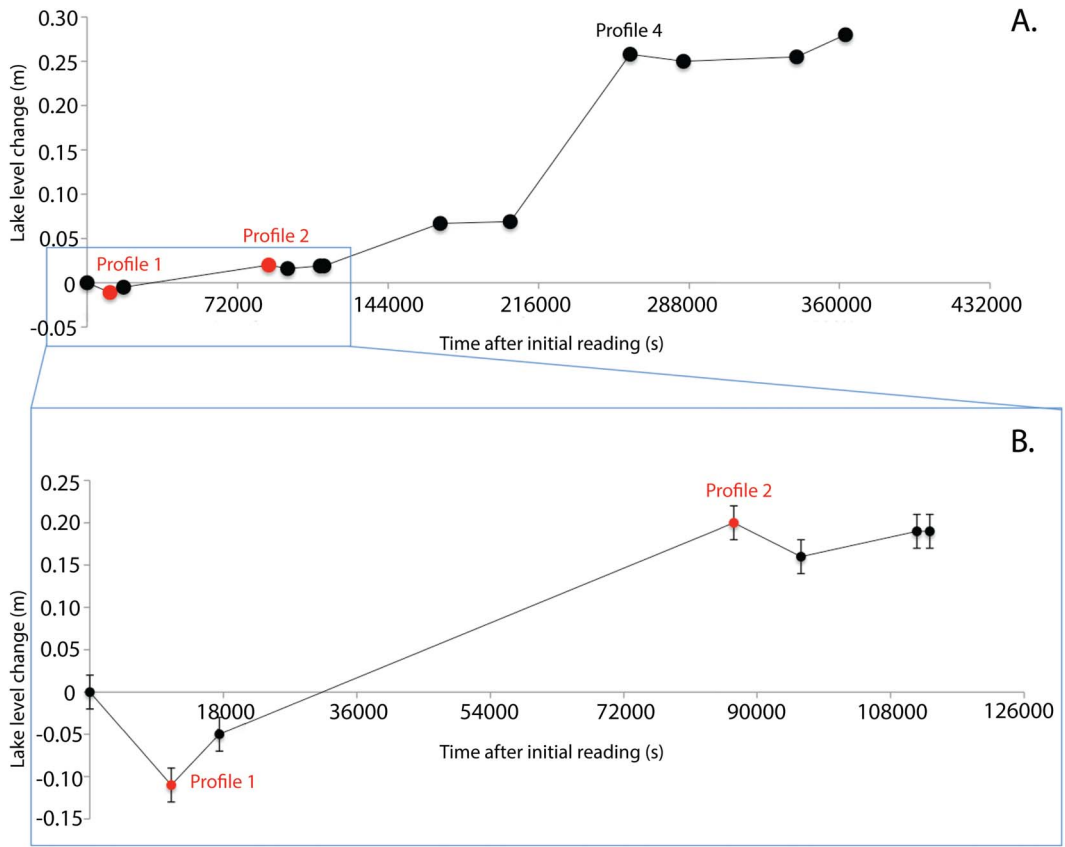 A.
0.30
0.25
0.20
0.15
0.10
0.05
0
-0.05
Lake level change (m)
Profile 4
Profile 2
Profile 1
72000 144000 216000 288000 360000 432000
Time after initial reading (s)
B.
0.25
0.20
0.15
0.10
0.05
0
-0.05
-0.10
-0.15
Lake level change (m)
Profile 2
18000 36000 54000 72000 90000 108000 126000
Time after initial reading (s)
Profile 1